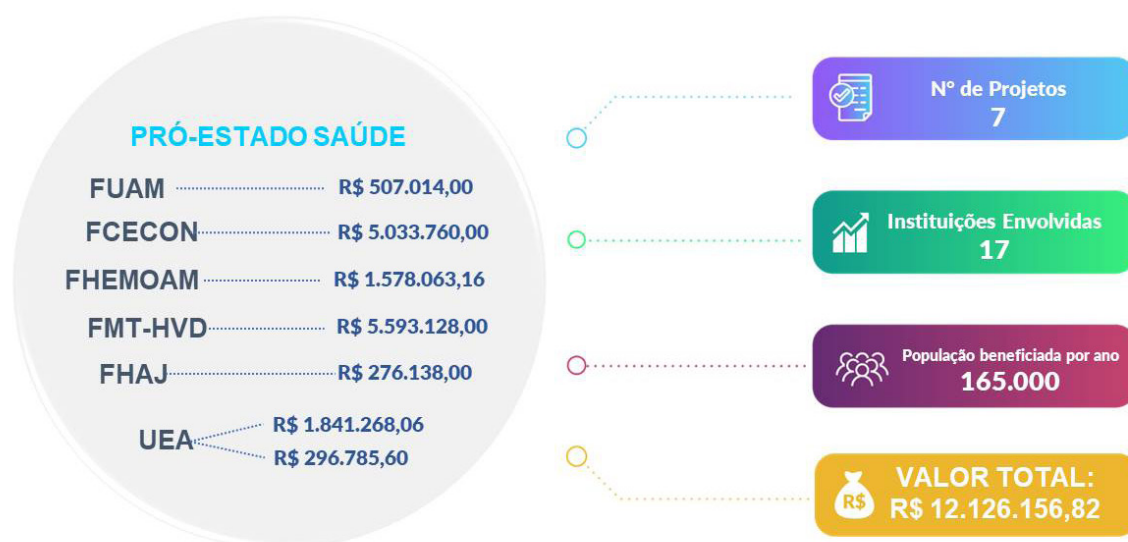 PRÓ-ESTADO SAÚDE
FUAM R$ 507.014,00
FCECON R$ 5.033.760,00
FHEMOAM R$ 1.578.063,16
FMT-HVD R$ 5.593.128,00
FHAJ R$ 276.138,00
UEA R$ 1.841.268,06
R$ 296.785,60
Nº de Projetos
7
Instituições Envolvidas
17
População beneficiada por ano
165.000
R$
VALOR TOTAL:
R$ 12.126.156,82